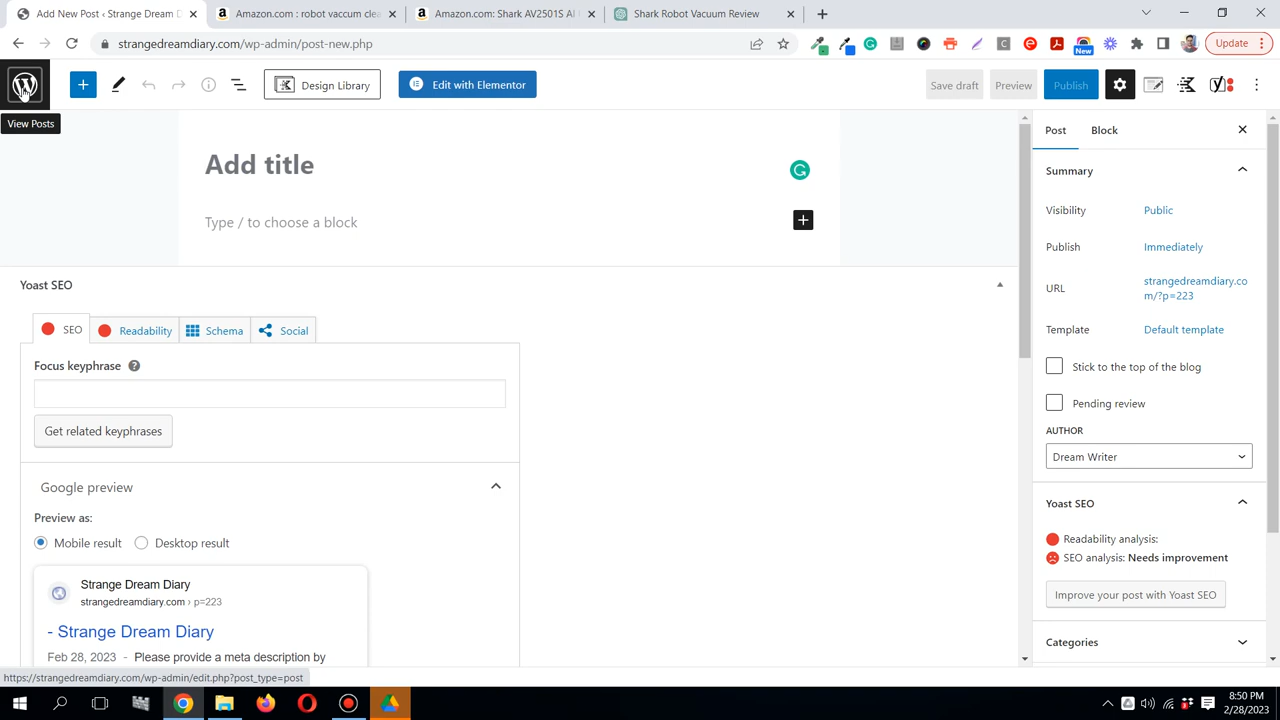 Add New Post ‹ Strange Dream D
Amazon.com : robot vaccum cle
Amazon.com: Shark AV2501S AI
Shark Robot Vacuum Review
strangedreamdiary.com/wp-admin/post-new.php
New
Update
Design Library
Edit with Elementor
Save draft
Preview
Publish
View Posts
Add title
Type / to choose a block
Yoast SEO
SEO
Readability
Schema
Social
Focus keyphrase
Get related keyphrases
Google preview
Preview as:
Mobile result
Desktop result
Strange Dream Diary
strangedreamdiary.com › p=223
- Strange Dream Diary
Feb 28, 2023 - Please provide a meta description by
Post
Block
Summary
Visibility
Public
Publish
Immediately
URL
strangedreamdiary.co
m/?p=223
Template
Default template
Stick to the top of the blog
Pending review
AUTHOR
Dream Writer
Yoast SEO
Readability analysis:
SEO analysis: Needs improvement
Improve your post with Yoast SEO
Categories
https://strangedreamdiary.com/wp-admin/edit.php?post_type=post
8:50 PM
2/28/2023